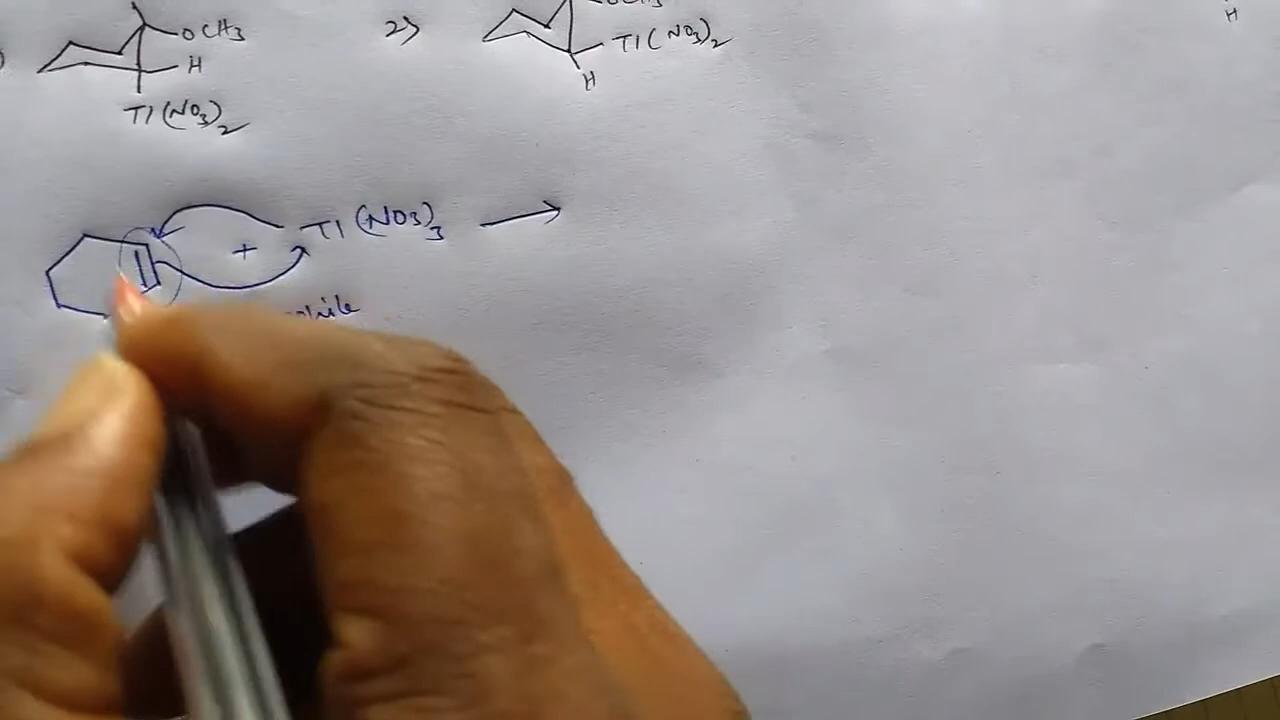 OCH3 2) Tl(NO3)2 H
H H
Tl(NO3)2
+ Tl(NO3)3